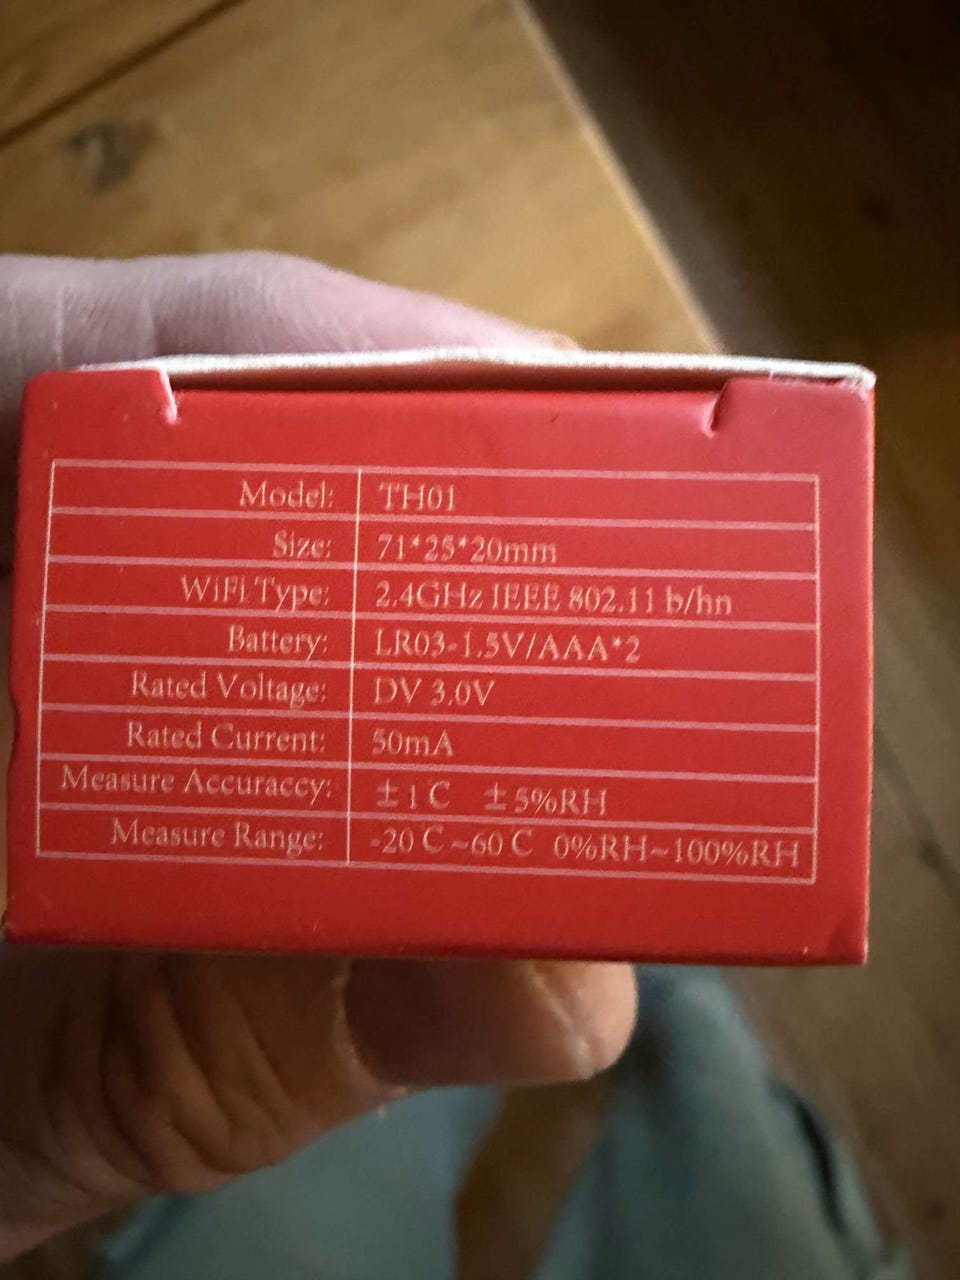 Model: TH01
Size: 71*25*20mm
WiFi Type: 2.4GHz IEEE 802.11 b/hn
Battery: LR03-1.5V/AAA*2
Rated Voltage: DV 3.0V
Rated Current: 50mA
Measure Accuraccy: ±1 C ±5%RH
Measure Range: -20 C ~60 C 0%RH~100%RH